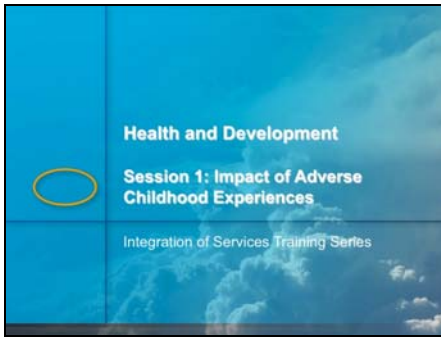 Health and Development
Session 1: Impact of Adverse
Childhood Experiences
Integration of Services Training Series